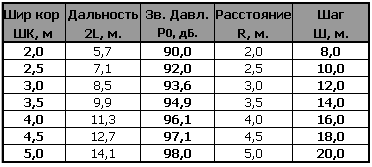 Шир кор Дальность Зв. Давл. Расстояние Шаг
ШК, м 2L, м. P0, дБ. R, м. Ш, м.
2,0 5,7 90,0 2,0 8,0
2,5 7,1 92,0 2,5 10,0
3,0 8,5 93,6 3,0 12,0
3,5 9,9 94,9 3,5 14,0
4,0 11,3 96,1 4,0 16,0
4,5 12,7 97,1 4,5 18,0
5,0 14,1 98,0 5,0 20,0